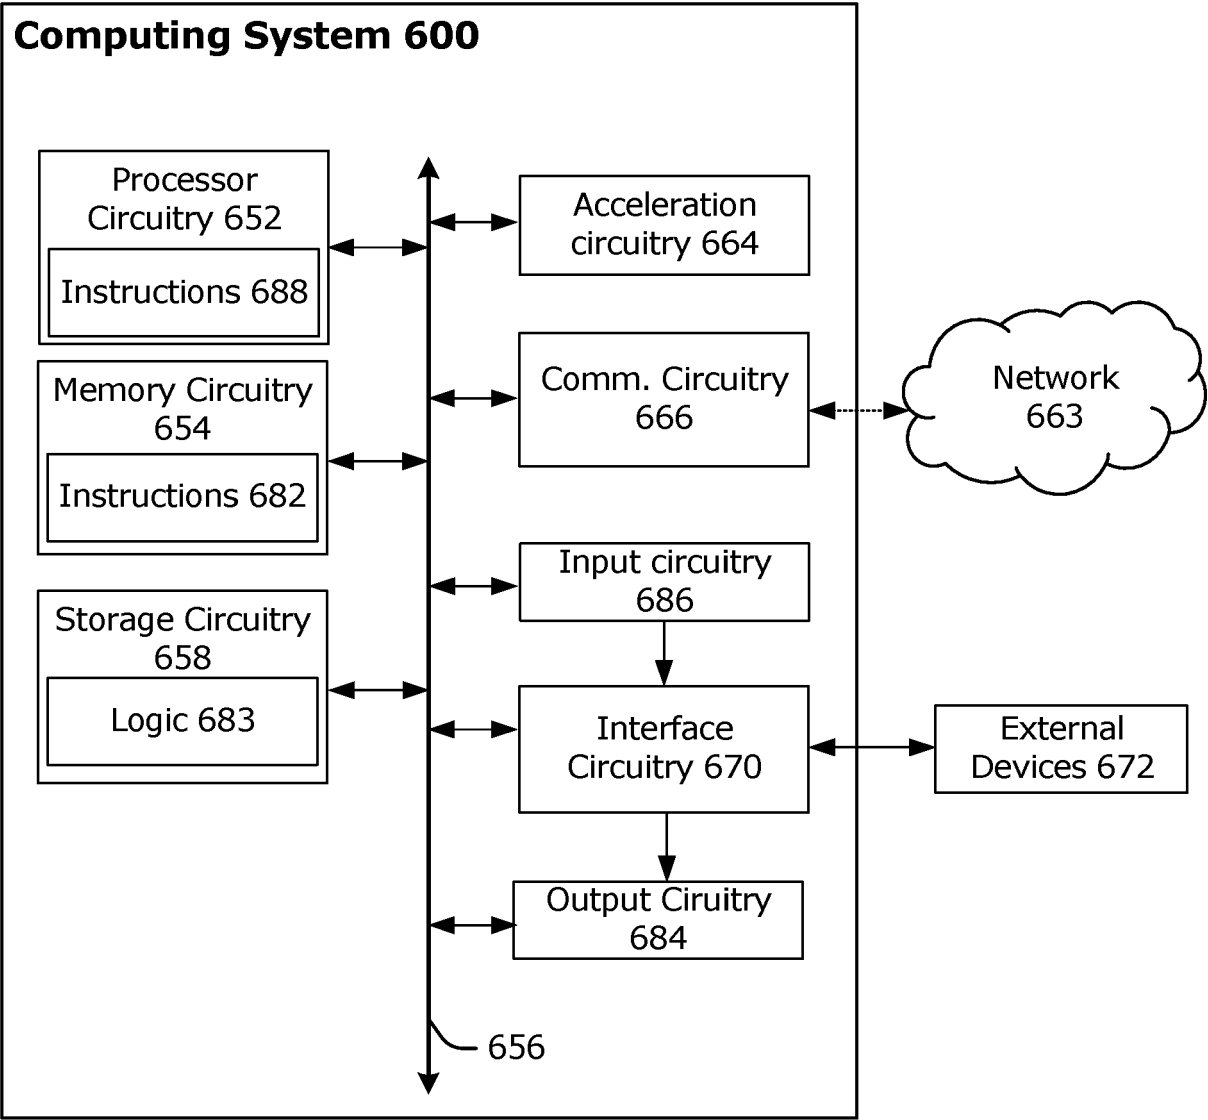 Computing System 600
Processor
Circuitry 652
Instructions 688
Memory Circuitry
654
Instructions 682
Storage Circuitry
658
Logic 683
Acceleration
circuitry 664
Comm. Circuitry
666
Network
663
Input circuitry
686
Interface
Circuitry 670
External
Devices 672
Output Ciruitry
684
656